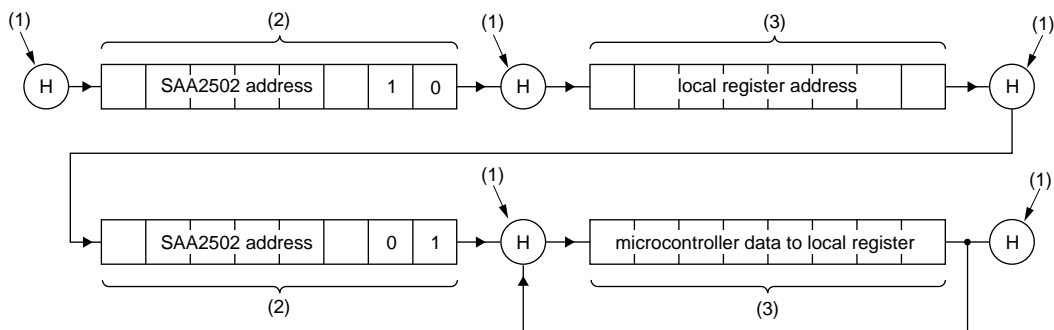 (1) (2) (1) (3) (1)
H SAA2502 address 1 0 H local register address H
(1) (1)
SAA2502 address 0 1 H microcontroller data to local register H
(2) (3)